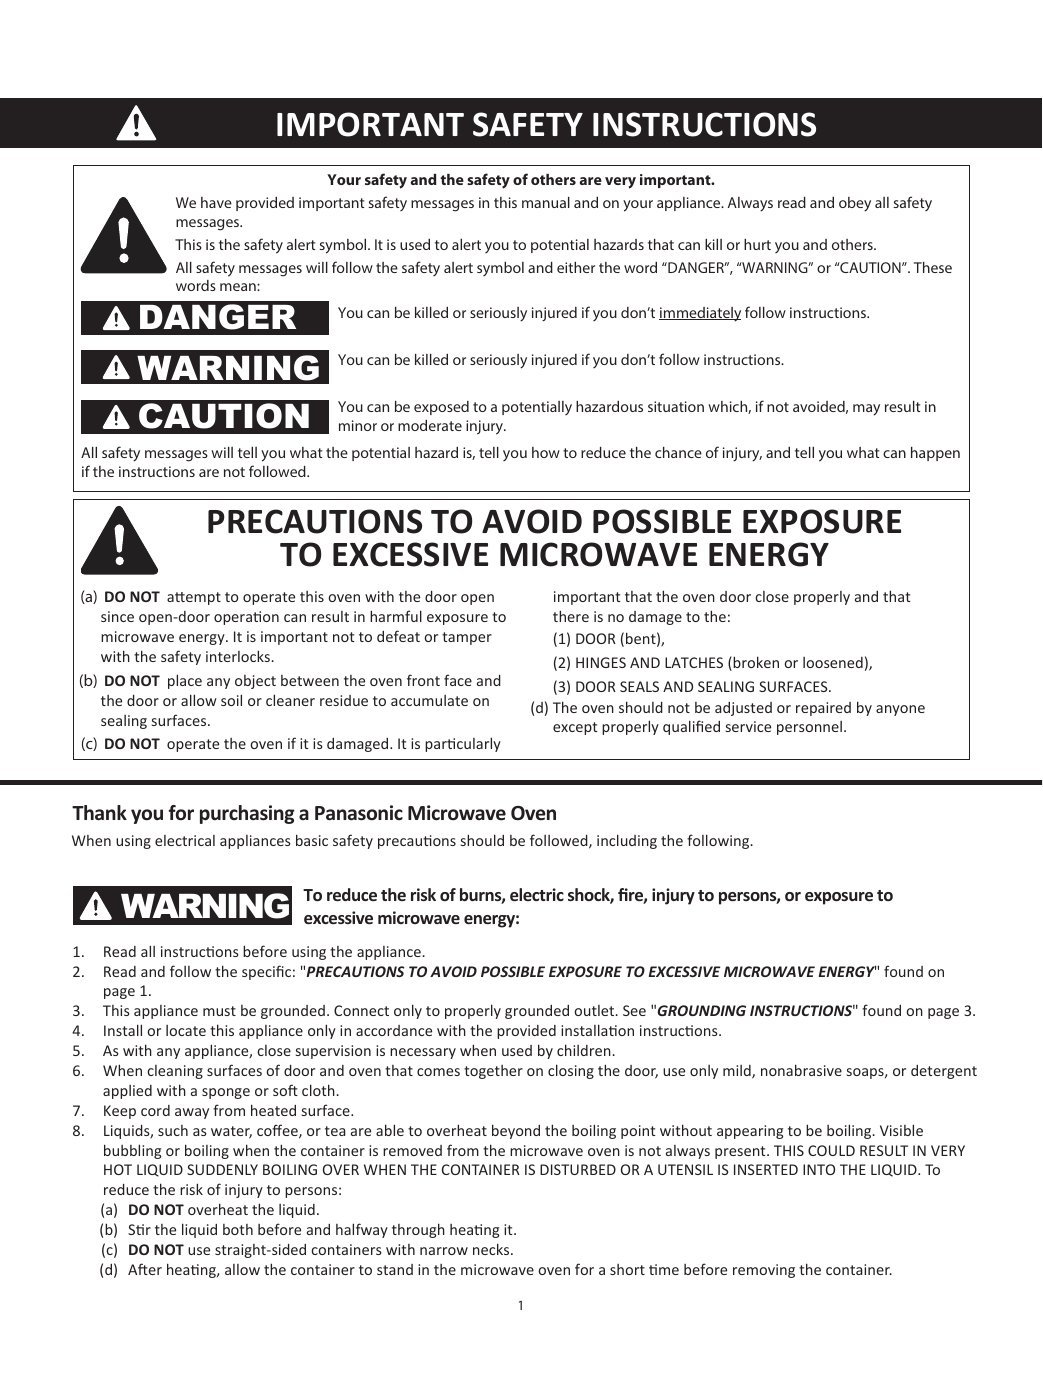 IMPORTANT SAFETY INSTRUCTIONS
Your safety and the safety of others are very important.
We have provided important safety messages in this manual and on your appliance. Always read and obey all safety
messages.
This is the safety alert symbol. It is used to alert you to potential hazards that can kill or hurt you and others.
All safety messages will follow the safety alert symbol and either the word “DANGER”, “WARNING” or “CAUTION”. These
words mean:
DANGER You can be killed or seriously injured if you don’t immediately follow instructions.
WARNING You can be killed or seriously injured if you don’t follow instructions.
CAUTION You can be exposed to a potentially hazardous situation which, if not avoided, may result in
minor or moderate injury.
All safety messages will tell you what the potential hazard is, tell you how to reduce the chance of injury, and tell you what can happen
if the instructions are not followed.
PRECAUTIONS TO AVOID POSSIBLE EXPOSURE
TO EXCESSIVE MICROWAVE ENERGY
(a) DO NOT attempt to operate this oven with the door open
since open-door operation can result in harmful exposure to
microwave energy. It is important not to defeat or tamper
with the safety interlocks.
(b) DO NOT place any object between the oven front face and
the door or allow soil or cleaner residue to accumulate on
sealing surfaces.
(c) DO NOT operate the oven if it is damaged. It is particularly
important that the oven door close properly and that
there is no damage to the:
(1) DOOR (bent),
(2) HINGES AND LATCHES (broken or loosened),
(3) DOOR SEALS AND SEALING SURFACES.
(d) The oven should not be adjusted or repaired by anyone
except properly qualified service personnel.
Thank you for purchasing a Panasonic Microwave Oven
When using electrical appliances basic safety precautions should be followed, including the following.
WARNING To reduce the risk of burns, electric shock, fire, injury to persons, or exposure to
excessive microwave energy:
1. Read all instructions before using the appliance.
2. Read and follow the specific: "PRECAUTIONS TO AVOID POSSIBLE EXPOSURE TO EXCESSIVE MICROWAVE ENERGY" found on
page 1.
3. This appliance must be grounded. Connect only to properly grounded outlet. See "GROUNDING INSTRUCTIONS" found on page 3.
4. Install or locate this appliance only in accordance with the provided installation instructions.
5. As with any appliance, close supervision is necessary when used by children.
6. When cleaning surfaces of door and oven that comes together on closing the door, use only mild, nonabrasive soaps, or detergent
applied with a sponge or soft cloth.
7. Keep cord away from heated surface.
8. Liquids, such as water, coffee, or tea are able to overheat beyond the boiling point without appearing to be boiling. Visible
bubbling or boiling when the container is removed from the microwave oven is not always present. THIS COULD RESULT IN VERY
HOT LIQUID SUDDENLY BOILING OVER WHEN THE CONTAINER IS DISTURBED OR A UTENSIL IS INSERTED INTO THE LIQUID. To
reduce the risk of injury to persons:
(a) DO NOT overheat the liquid.
(b) Stir the liquid both before and halfway through heating it.
(c) DO NOT use straight-sided containers with narrow necks.
(d) After heating, allow the container to stand in the microwave oven for a short time before removing the container.
1